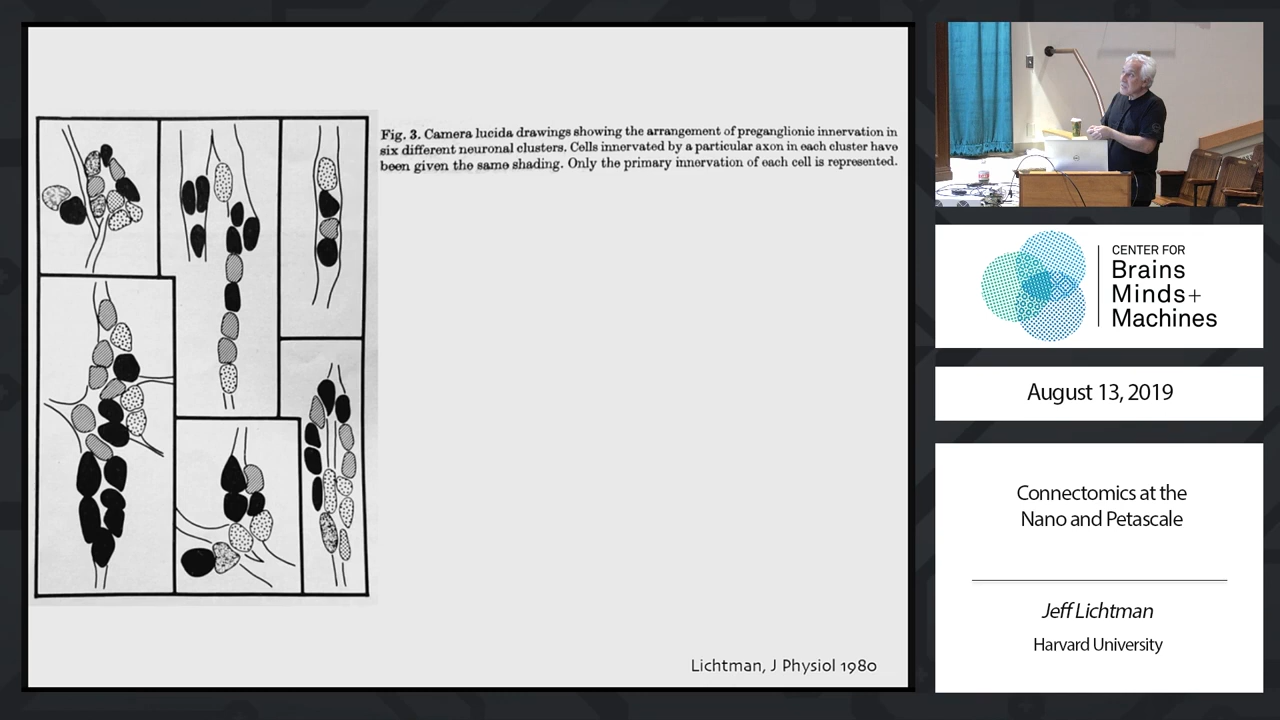 Fig. 3. Camera lucida drawings showing the arrangement of preganglionic innervation in
six different neuronal clusters. Cells innervated by a particular axon in each cluster have
been given the same shading. Only the primary innervation of each cell is represented.
Lichtman, J Physiol 1980
CENTER FOR
Brains
Minds+
Machines
August 13, 2019
Connectomics at the
Nano and Petascale
Jeff Lichtman
Harvard University